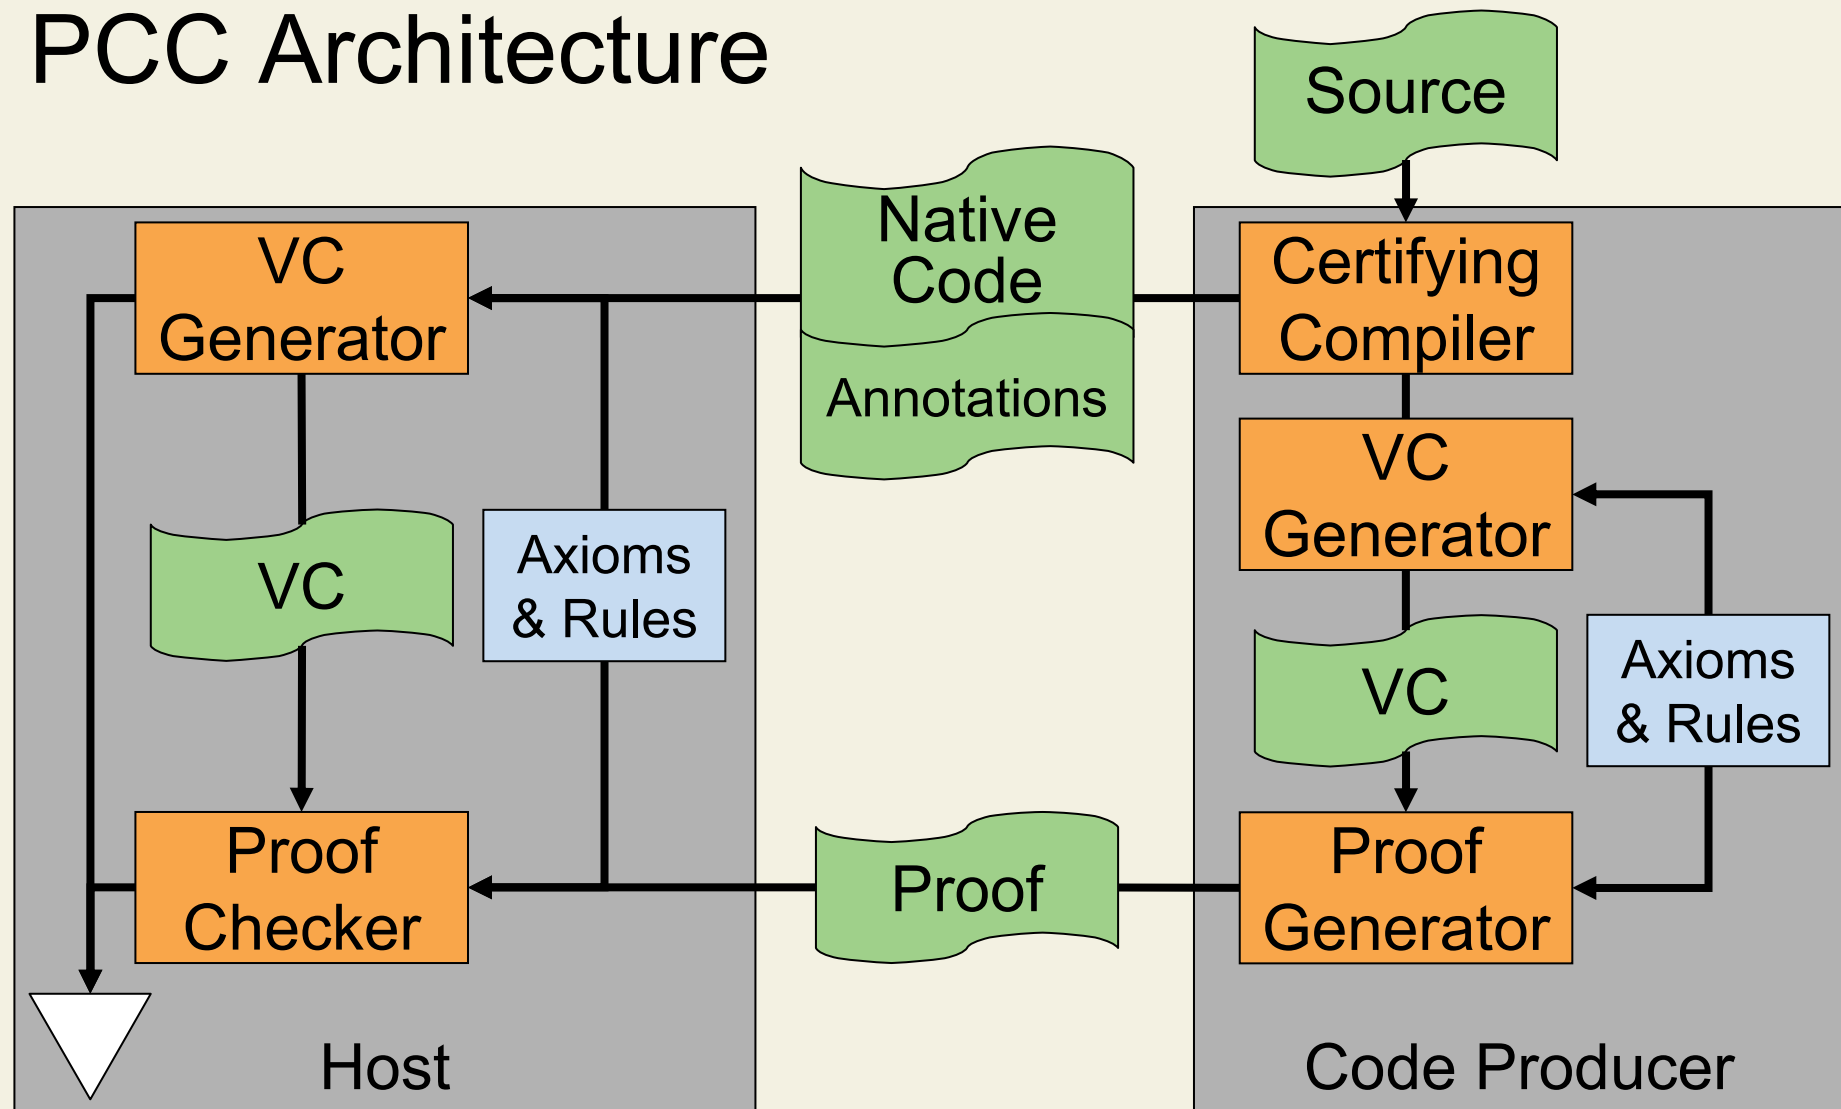 PCC Architecture
Source
Native
Code
Annotations
VC
Generator
VC
Axioms
& Rules
Proof
Checker
Host
Proof
Certifying
Compiler
VC
Generator
VC
Axioms
& Rules
Proof
Generator
Code Producer